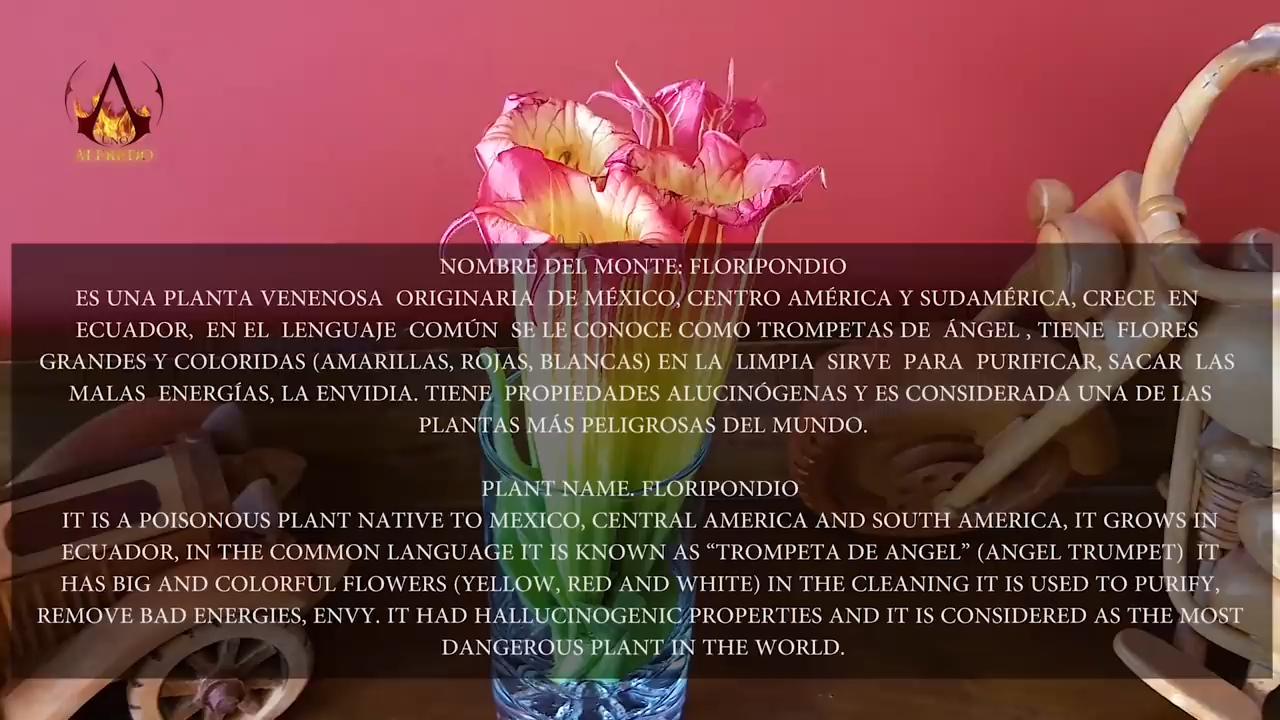 UNO
ALFREDO
NOMBRE DEL MONTE: FLORIPONDIO
ES UNA PLANTA VENENOSA ORIGINARIA DE MÉXICO, CENTRO AMÉRICA Y SUDAMÉRICA, CRECE EN
ECUADOR, EN EL LENGUAJE COMÚN SE LE CONOCE COMO TROMPETAS DE ÁNGEL , TIENE FLORES
GRANDES Y COLORIDAS (AMARILLAS, ROJAS, BLANCAS) EN LA LIMPIA SIRVE PARA PURIFICAR, SACAR LAS
MALAS ENERGÍAS, LA ENVIDIA. TIENE PROPIEDADES ALUCINÓGENAS Y ES CONSIDERADA UNA DE LAS
PLANTAS MÁS PELIGROSAS DEL MUNDO.
PLANT NAME. FLORIPONDIO
IT IS A POISONOUS PLANT NATIVE TO MEXICO, CENTRAL AMERICA AND SOUTH AMERICA, IT GROWS IN
ECUADOR, IN THE COMMON LANGUAGE IT IS KNOWN AS “TROMPETA DE ANGEL” (ANGEL TRUMPET) IT
HAS BIG AND COLORFUL FLOWERS (YELLOW, RED AND WHITE) IN THE CLEANING IT IS USED TO PURIFY,
REMOVE BAD ENERGIES, ENVY. IT HAD HALLUCINOGENIC PROPERTIES AND IT IS CONSIDERED AS THE MOST
DANGEROUS PLANT IN THE WORLD.